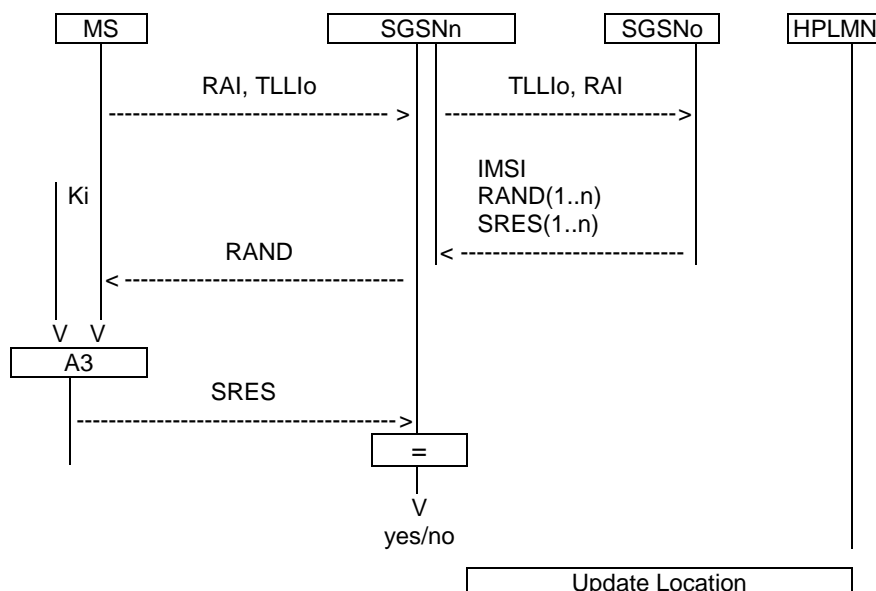 MS SGSNn SGSNo HPLMN
RAI, TLLIo TLLIo, RAI
------------------------------------ > ------------------------------->
IMSI
Ki RAND(1..n)
SRES(1..n)
RAND < -----------------------------
< ------------------------------------
V V
A3
SRES
----------------------------------------->
=
V
yes/no
Update Location